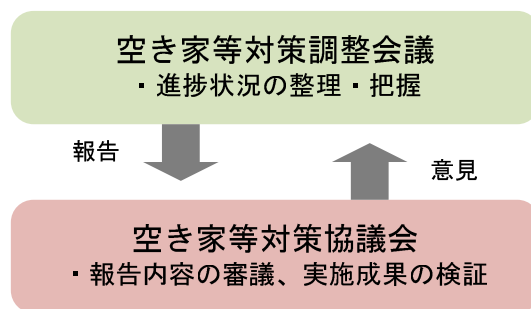 空き家等対策調整会議
・進捗状況の整理・把握
報告
意見
空き家等対策協議会
・報告内容の審議、実施成果の検証